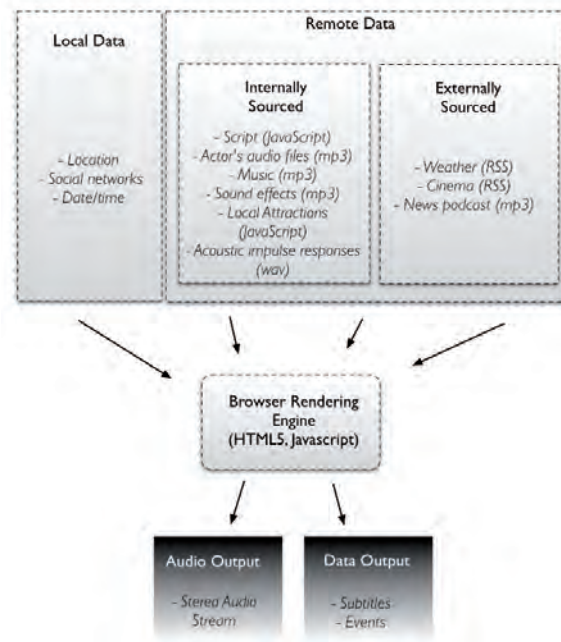 Local Data
Remote Data
- Location
- Social networks
- Date/time
Internally
Sourced
- Script (JavaScript)
- Actor's audio files (mp3)
- Music (mp3)
- Sound effects (mp3)
- Local Attractions
(JavaScript)
- Acoustic impulse responses
(wav)
Externally
Sourced
- Weather (RSS)
- Cinema (RSS)
- News podcast (mp3)
Browser Rendering
Engine
(HTML5, Javascript)
Audio Output
- Stereo Audio
Stream
Data Output
- Subtitles
- Events